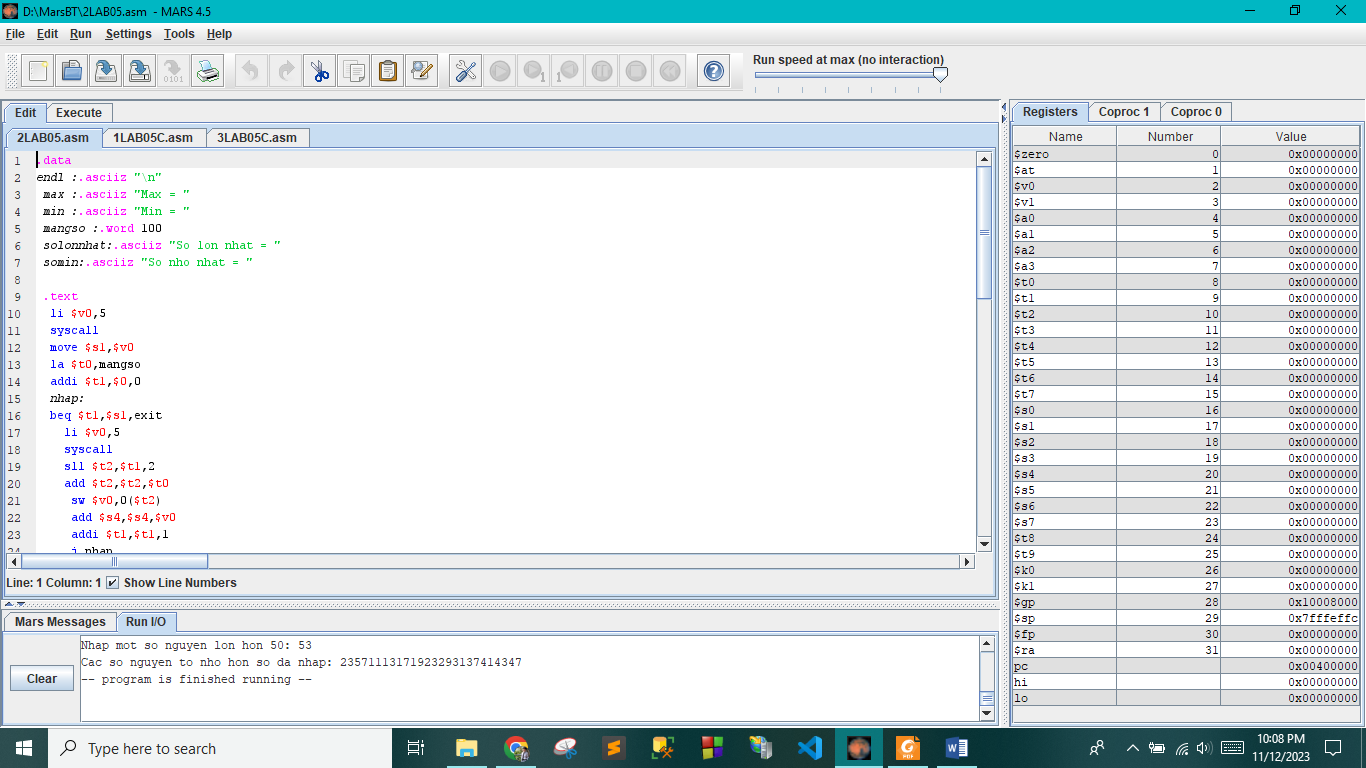 D:\MarsBT\2LAB05.asm - MARS 4.5
File Edit Run Settings Tools Help
Run speed at max (no interaction)
Edit Execute
2LAB05.asm 1LAB05C.asm 3LAB05C.asm
1 .data
2 endl :.asciiz "\n"
3 max :.asciiz "Max = "
4 min :.asciiz "Min = "
5 mangso :.word 100
6 solonnhat:.asciiz "So lon nhat = "
7 somin:.asciiz "So nho nhat = "
8
9 .text
10 li $v0,5
11 syscall
12 move $s1,$v0
13 la $t0,mangso
14 addi $t1,$0,0
15 nhap:
16 beq $t1,$s1,exit
17 li $v0,5
18 syscall
19 sll $t2,$t1,2
20 add $t2,$t2,$t0
21 sw $v0,0($t2)
22 add $s4,$s4,$v0
23 addi $t1,$t1,1
24 j nhap
Line: 1 Column: 1 Show Line Numbers
Mars Messages Run I/O
Clear
Nhap mot so nguyen lon hon 50: 53
Cac so nguyen to nho hon so da nhap: 235711131719232931374143​47
-- program is finished running --
Registers Coproc 1 Coproc 0
Name Number Value
$zero 0 0x00000000
$at 1 0x00000000
$v0 2 0x00000000
$v1 3 0x00000000
$a0 4 0x00000000
$a1 5 0x00000000
$a2 6 0x00000000
$a3 7 0x00000000
$t0 8 0x00000000
$t1 9 0x00000000
$t2 10 0x00000000
$t3 11 0x00000000
$t4 12 0x00000000
$t5 13 0x00000000
$t6 14 0x00000000
$t7 15 0x00000000
$s0 16 0x00000000
$s1 17 0x00000000
$s2 18 0x00000000
$s3 19 0x00000000
$s4 20 0x00000000
$s5 21 0x00000000
$s6 22 0x00000000
$s7 23 0x00000000
$t8 24 0x00000000
$t9 25 0x00000000
$k0 26 0x00000000
$k1 27 0x00000000
$gp 28 0x10008000
$sp 29 0x7fffeffc
$fp 30 0x00000000
$ra 31 0x00000000
pc 0x00400000
hi 0x00000000
lo 0x00000000
Type here to search
10:08 PM
11/12/2023